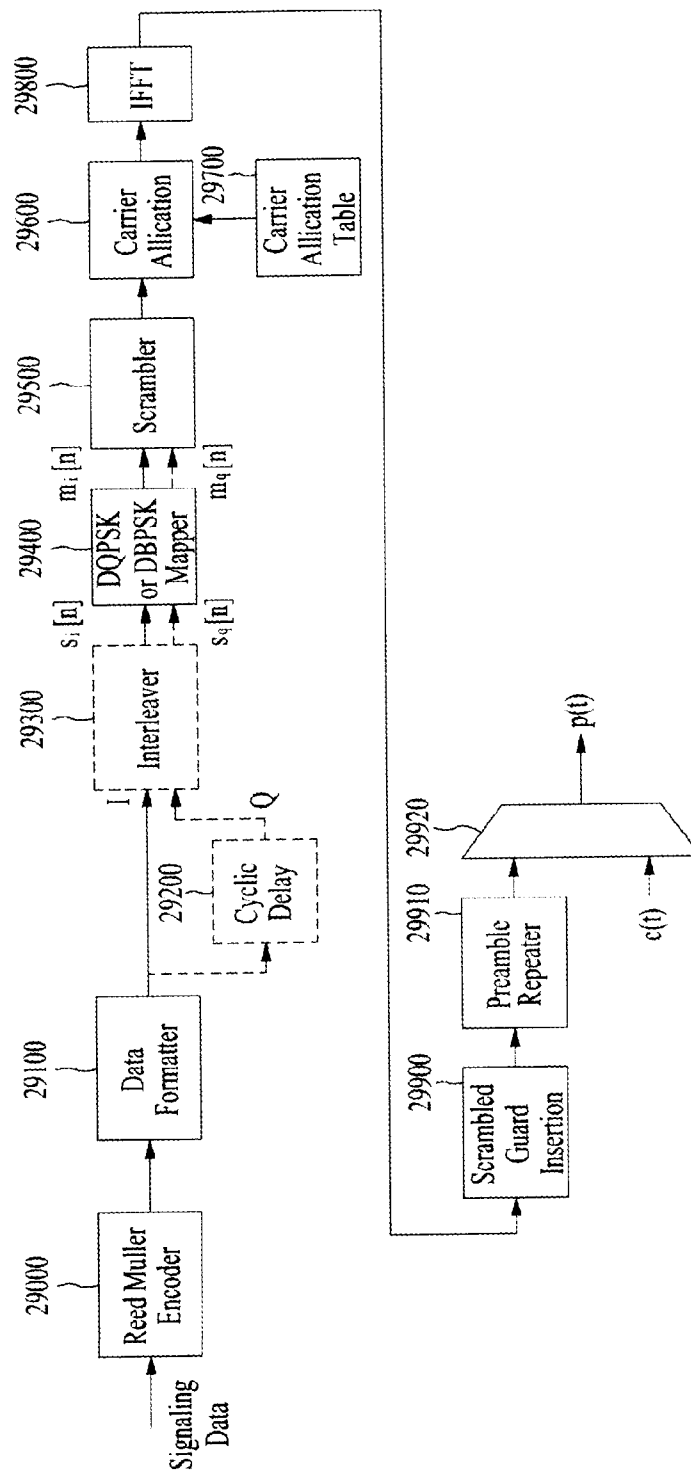 Signaling
Data
29000
Reed Muller
Encoder
29100
Data
Formatter
29200
Cyclic
Delay
I
Q
29300
Interleaver
si[n]
sq[n]
29400
DQPSK
or DBPSK
Mapper
mi[n]
mq[n]
29500
Scrambler
29600
Carrier
Allication
29700
Carrier
Allication
Table
29800
IFFT
29900
Scrambled
Guard
Insertion
29910
Preamble
Repeater
29920
c(t)
p(t)